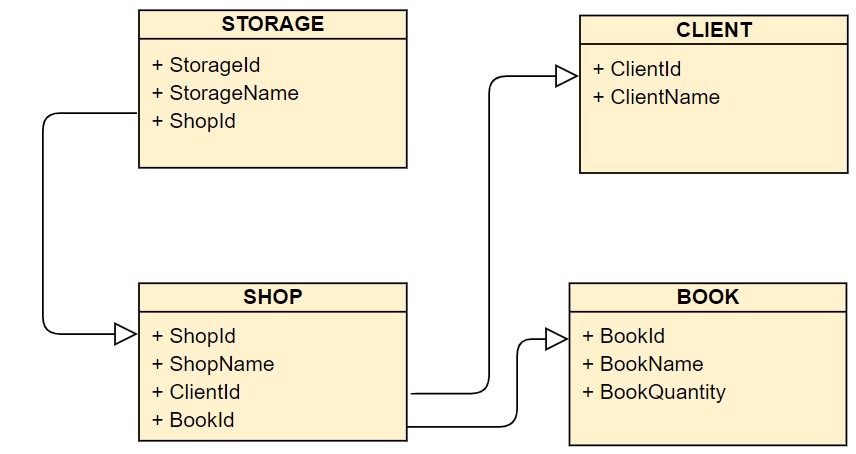 STORAGE
+ StorageId
+ StorageName
+ ShopId
CLIENT
+ ClientId
+ ClientName
SHOP
+ ShopId
+ ShopName
+ ClientId
+ BookId
BOOK
+ BookId
+ BookName
+ BookQuantity